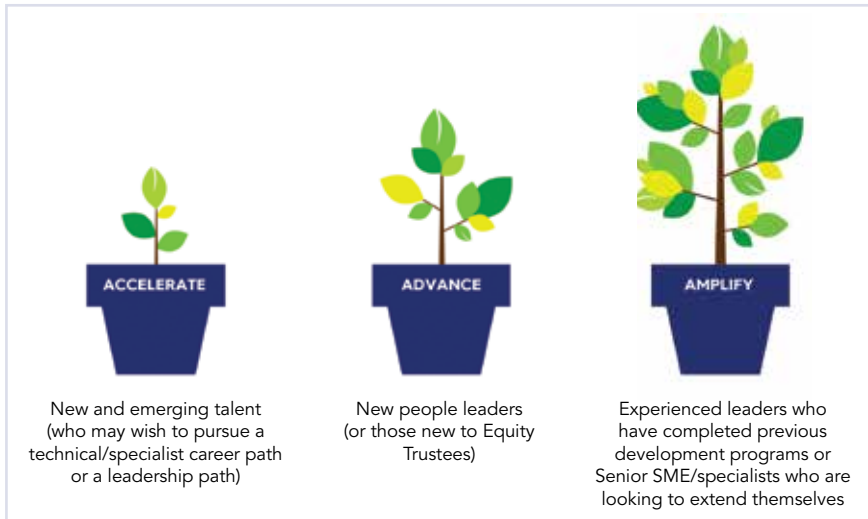 ACCELERATE
New and emerging talent
(who may wish to pursue a
technical/specialist career path
or a leadership path)
ADVANCE
New people leaders
(or those new to Equity
Trustees)
AMPLIFY
Experienced leaders who
have completed previous
development programs or
Senior SME/specialists who are
looking to extend themselves